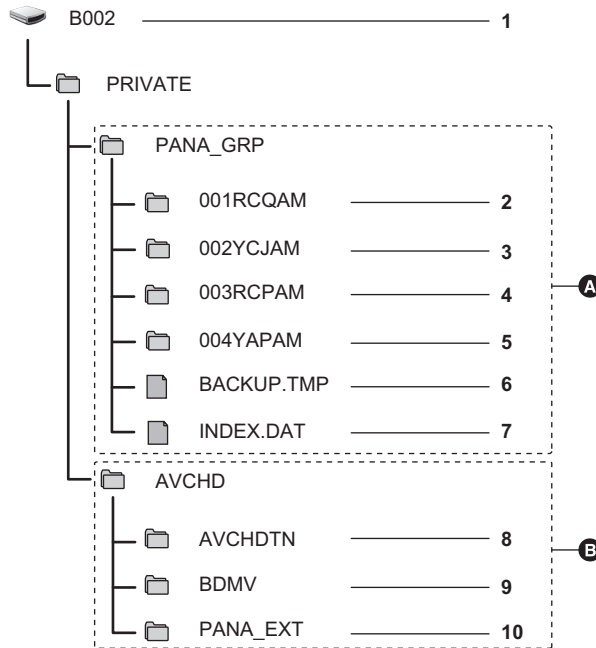 B002 1
PRIVATE
PANA_GRP
001RCQAM 2
002YCJAM 3
003RCPAM 4
A
004YAPAM 5
BACKUP.TMP 6
INDEX.DAT 7
AVCHD
AVCHDTN 8
B
BDMV 9
PANA_EXT 10